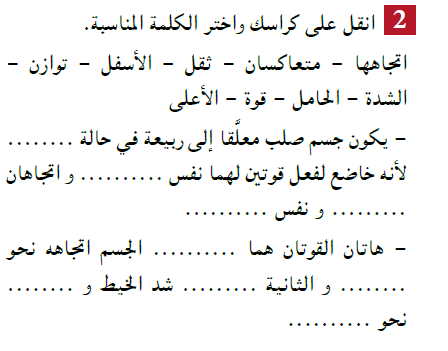 2 انقل على كراسك واختر الكلمة المناسبة.
اتجاهها – متعاكسان – ثقل – الأسفل – توازن –
الشدة – الحامل – قوة – الأعلى
– يكون جسم صلب معلَّقا إلى ربيعة في حالة ........
لأنه خاضع لفعل قوتين لهما نفس .......... و اتجاهان
......... و نفس ..........
– هاتان القوتان هما .......... الجسم اتجاهه نحو
........ و الثانية ......... شد الخيط و ........
نحو ..........